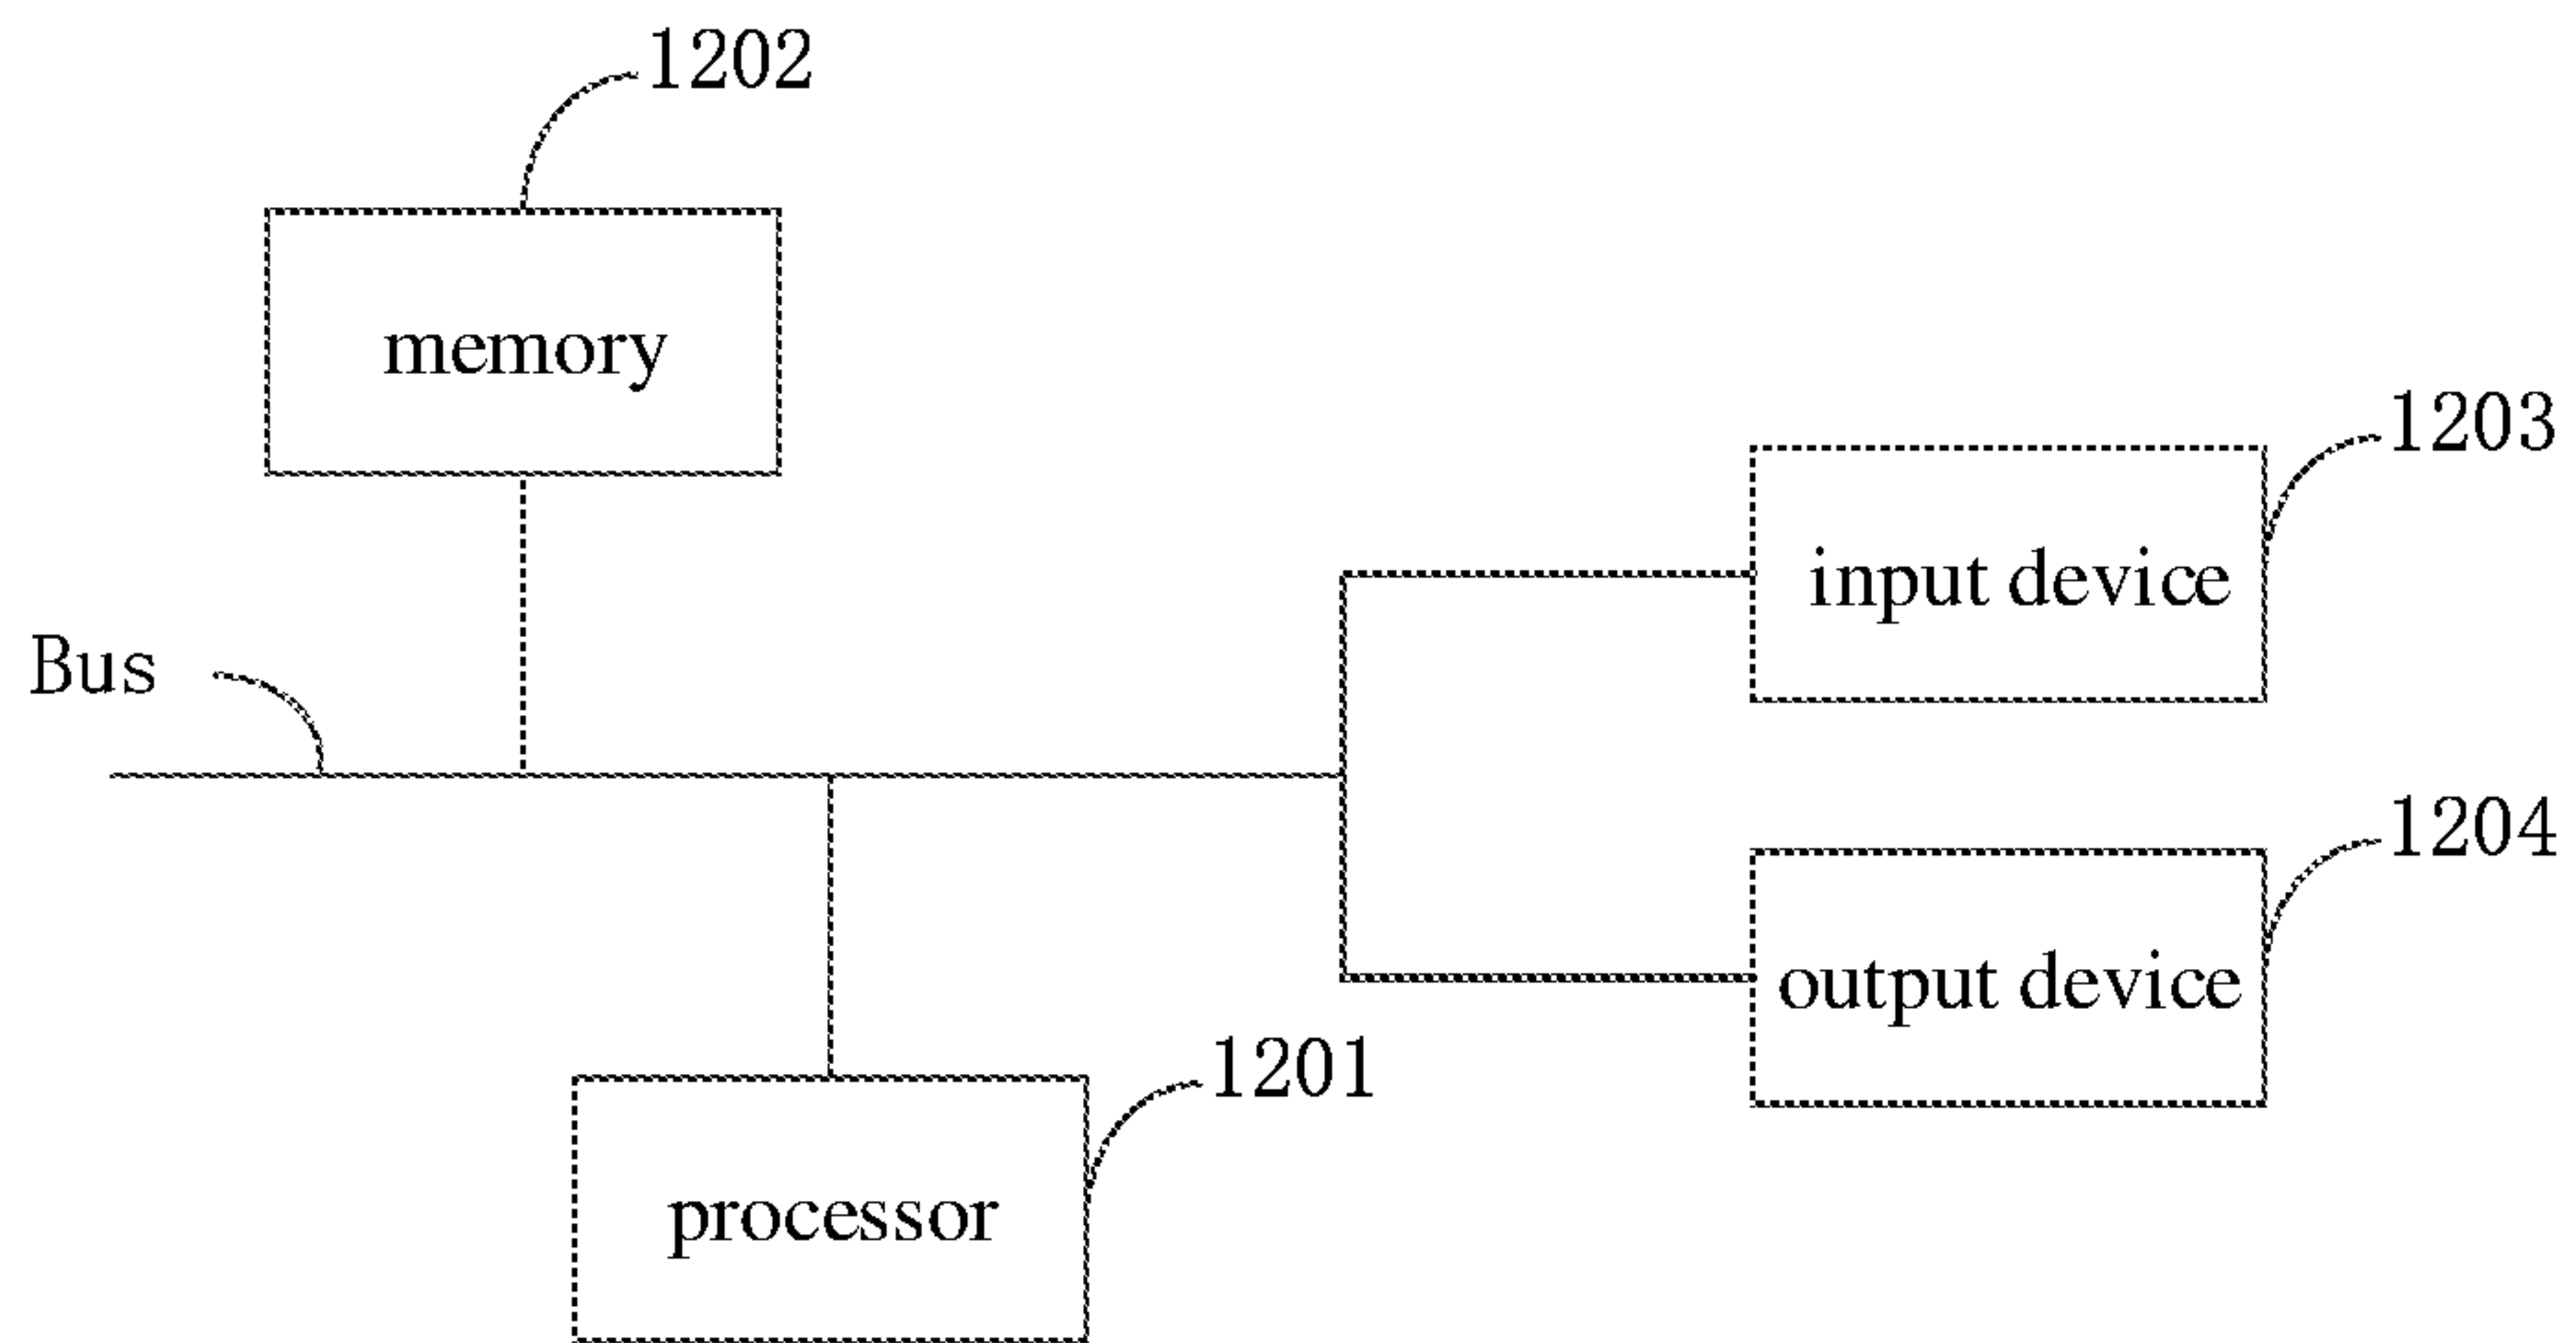 1202
memory
1203
input device
Bus
1204
output device
1201
processor